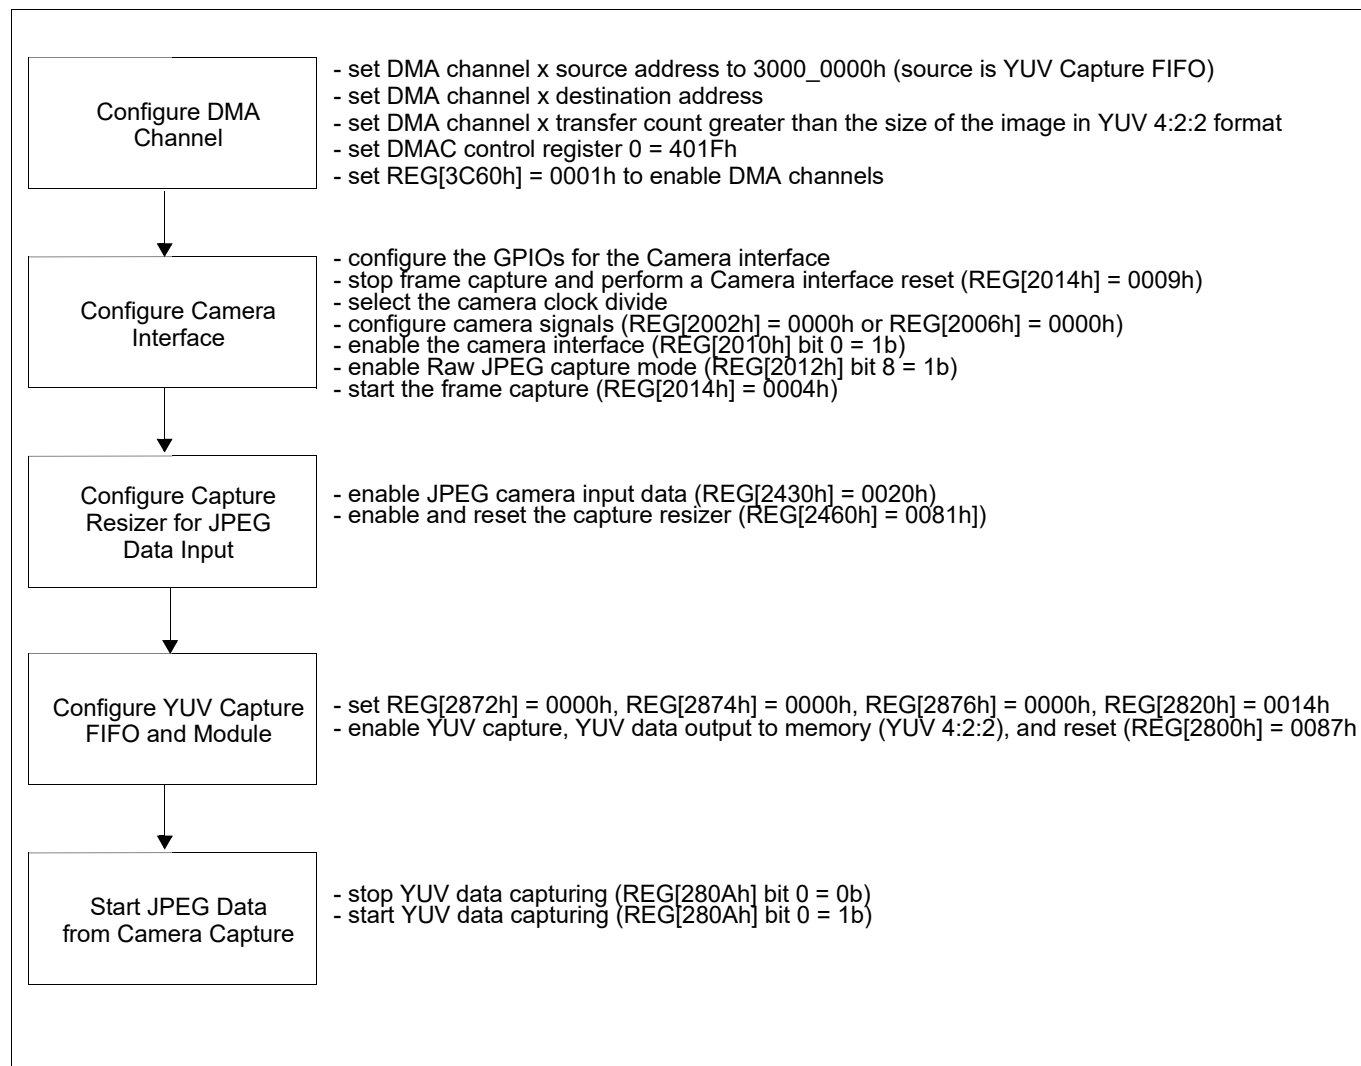 Configure DMA
Channel
- set DMA channel x source address to 3000_0000h (source is YUV Capture FIFO)
- set DMA channel x destination address
- set DMA channel x transfer count greater than the size of the image in YUV 4:2:2 format
- set DMAC control register 0 = 401Fh
- set REG[3C60h] = 0001h to enable DMA channels
Configure Camera
Interface
- configure the GPIOs for the Camera interface
- stop frame capture and perform a Camera interface reset (REG[2014h] = 0009h)
- select the camera clock divide
- configure camera signals (REG[2002h] = 0000h or REG[2006h] = 0000h)
- enable the camera interface (REG[2010h] bit 0 = 1b)
- enable Raw JPEG capture mode (REG[2012h] bit 8 = 1b)
- start the frame capture (REG[2014h] = 0004h)
Configure Capture
Resizer for JPEG
Data Input
- enable JPEG camera input data (REG[2430h] = 0020h)
- enable and reset the capture resizer (REG[2460h] = 0081h])
Configure YUV Capture
FIFO and Module
- set REG[2872h] = 0000h, REG[2874h] = 0000h, REG[2876h] = 0000h, REG[2820h] = 0014h
- enable YUV capture, YUV data output to memory (YUV 4:2:2), and reset (REG[2800h] = 0087h
Start JPEG Data
from Camera Capture
- stop YUV data capturing (REG[280Ah] bit 0 = 0b)
- start YUV data capturing (REG[280Ah] bit 0 = 1b)